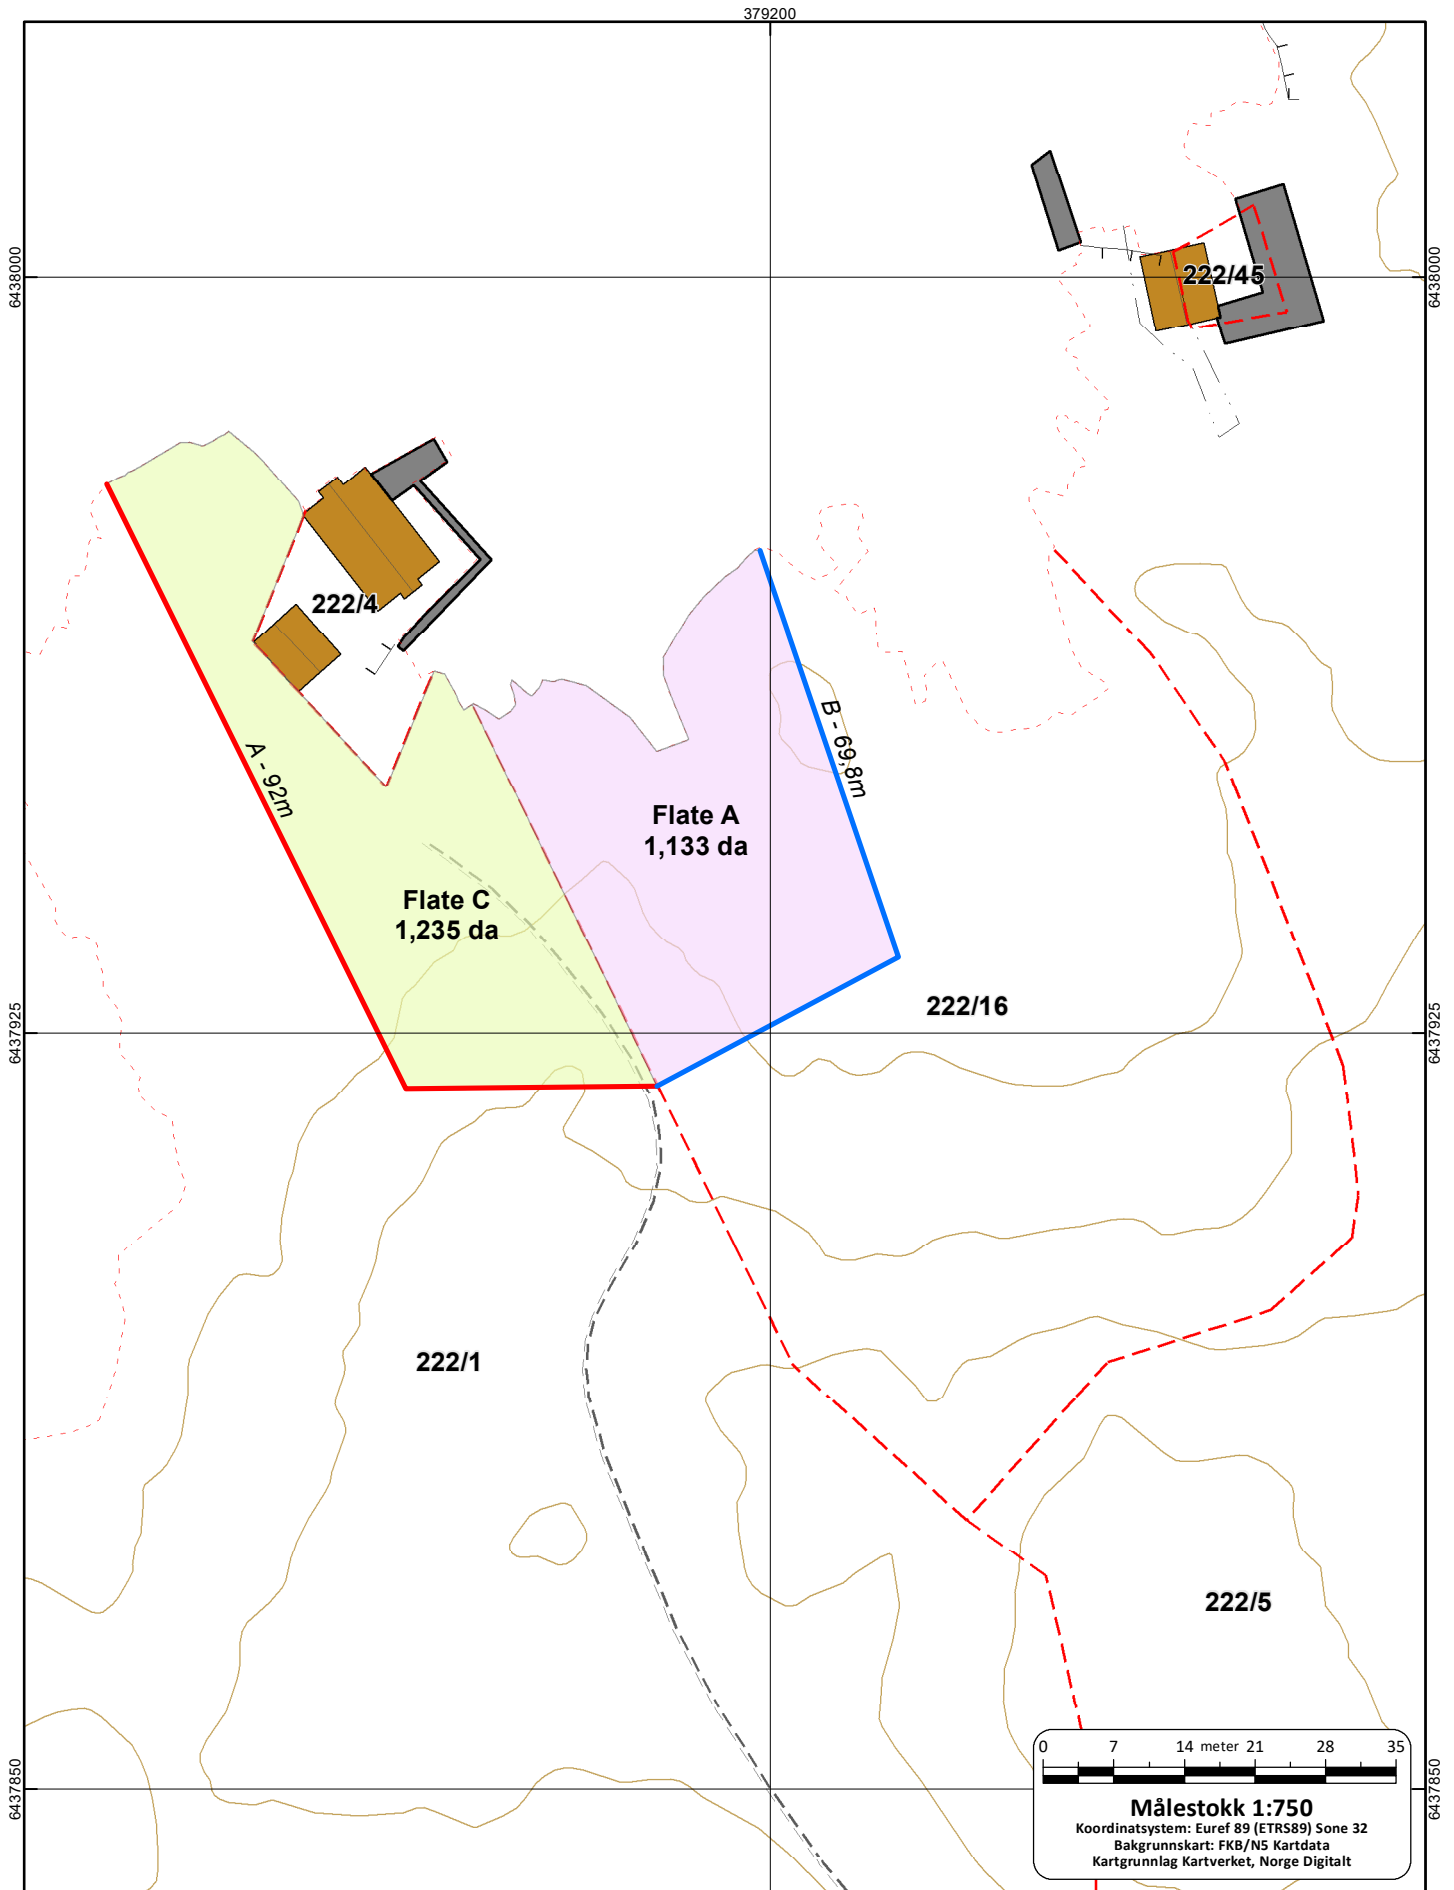 379200
6438000
6438000
222/45
222/4
A - 92m
B - 69,8m
Flate A
1,133 da
Flate C
1,235 da
222/16
6437925
6437925
222/1
222/5
0 7 14 meter 21 28 35
Målestokk 1:750
Koordinatsystem: Euref 89 (ETRS89) Sone 32
Bakgrunnskart: FKB/N5 Kartdata
Kartgrunnlag Kartverket, Norge Digitalt
6437850
6437850